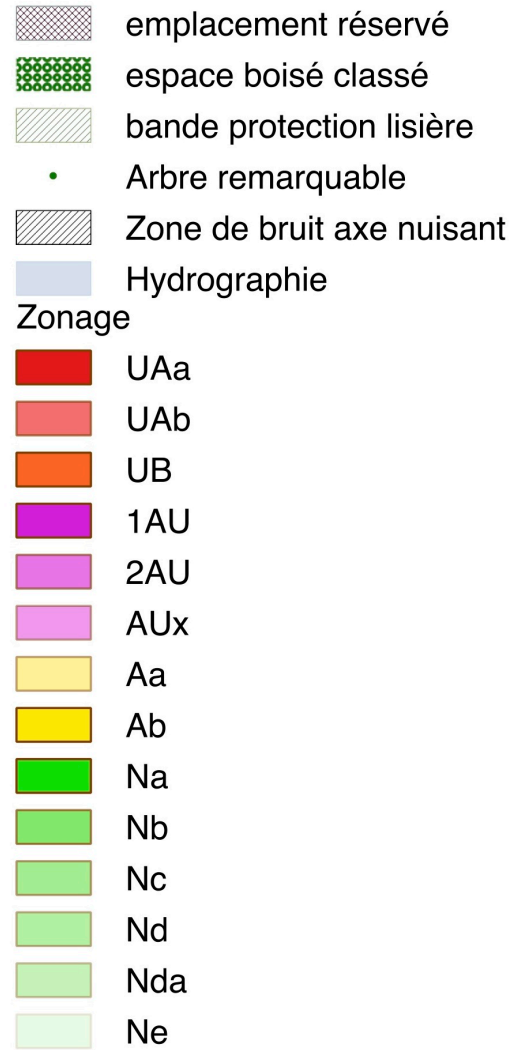 emplacement réservé
espace boisé classé
bande protection lisière
Arbre remarquable
Zone de bruit axe nuisant
Hydrographie
Zonage
UAa
UAb
UB
1AU
2AU
AUx
Aa
Ab
Na
Nb
Nc
Nd
Nda
Ne